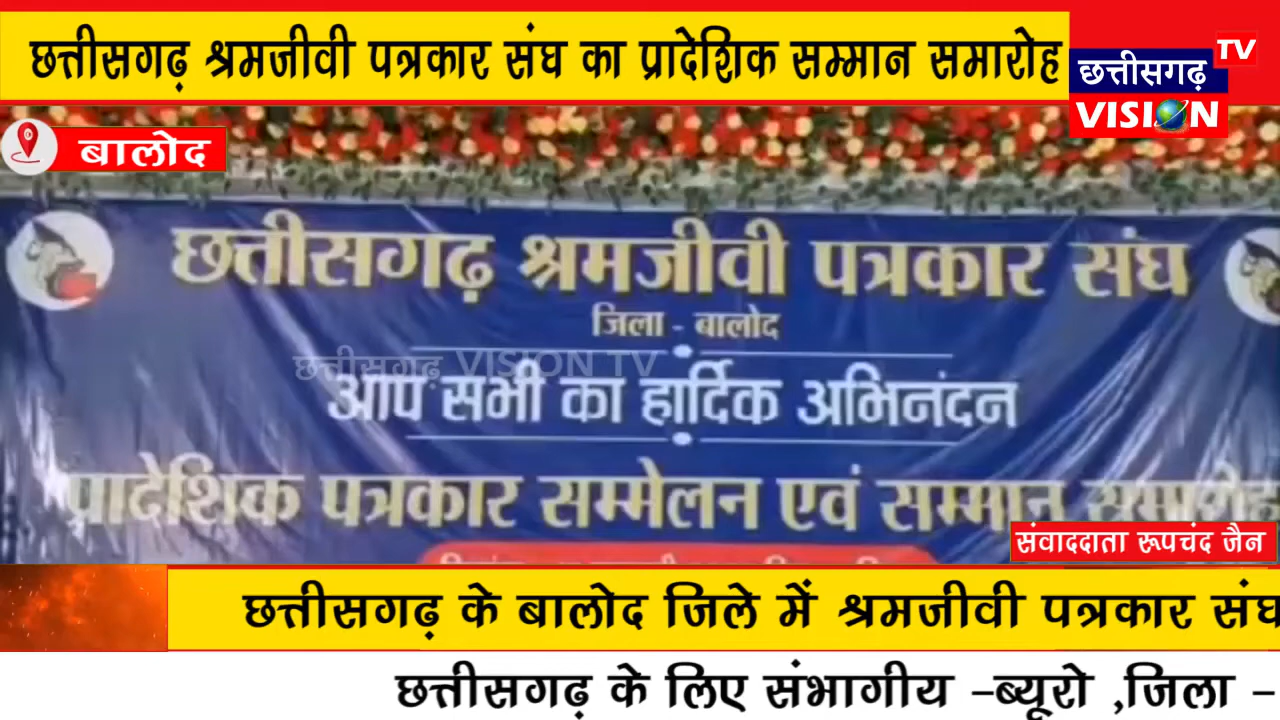 छत्तीसगढ़ श्रमजीवी पत्रकार संघ का प्रादेशिक सम्मान समारोह
TV
छत्तीसगढ़
VISION
बालोद
छत्तीसगढ़ श्रमजीवी पत्रकार संघ
जिला - बालोद
छत्तीसगढ़ VISION TV
आप सभी का हार्दिक अभिनंदन
प्रादेशिक पत्रकार सम्मेलन एवं सम्मान समारोह
संवाददाता रूपचंद जैन
छत्तीसगढ़ के बालोद जिले में श्रमजीवी पत्रकार संघ
छत्तीसगढ़ के लिए संभागीय -ब्यूरो ,जिला -